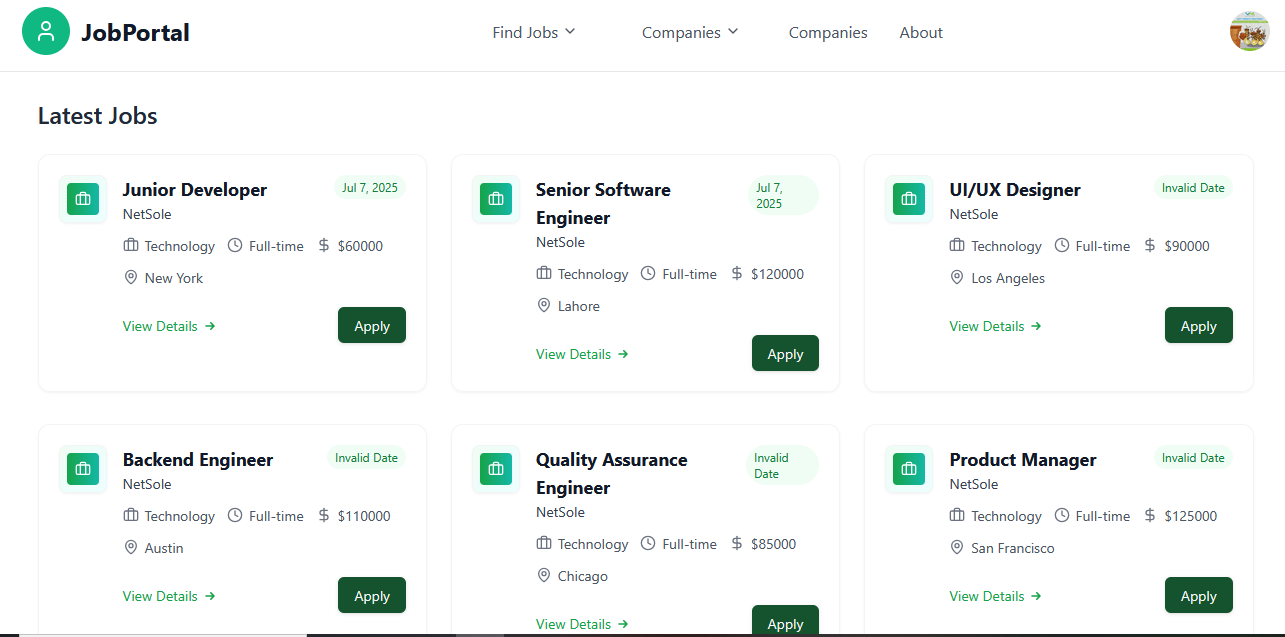 JobPortal
Find Jobs
Companies
Companies
About
Latest Jobs
Junior Developer
Jul 7, 2025
NetSole
Technology
Full-time
$60000
New York
View Details →
Apply
Senior Software
Engineer
Jul 7,
2025
NetSole
Technology
Full-time
$120000
Lahore
View Details →
Apply
UI/UX Designer
Invalid Date
NetSole
Technology
Full-time
$90000
Los Angeles
View Details →
Apply
Backend Engineer
Invalid Date
NetSole
Technology
Full-time
$110000
Austin
View Details →
Apply
Quality Assurance
Engineer
Invalid
Date
NetSole
Technology
Full-time
$85000
Chicago
View Details →
Apply
Product Manager
Invalid Date
NetSole
Technology
Full-time
$125000
San Francisco
View Details →
Apply